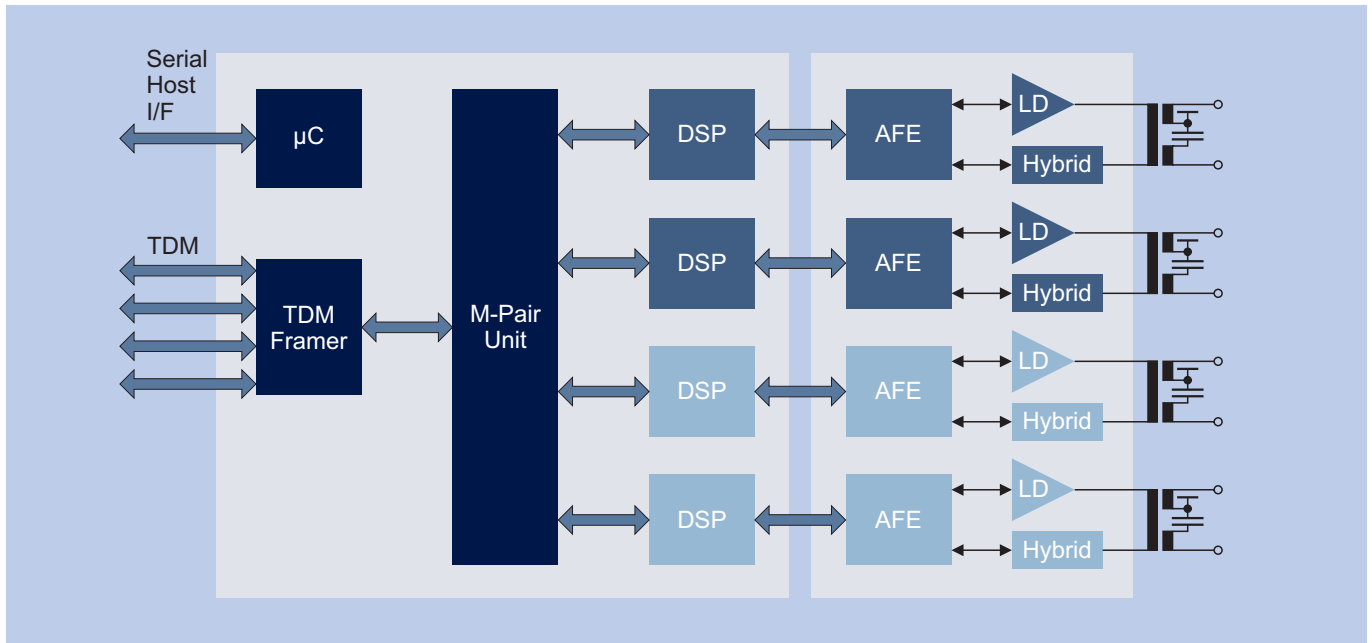 Serial
Host
I/F
µC
TDM
TDM
Framer
M-Pair
Unit
DSP
AFE
LD
Hybrid
DSP
AFE
LD
Hybrid
DSP
AFE
LD
Hybrid
DSP
AFE
LD
Hybrid